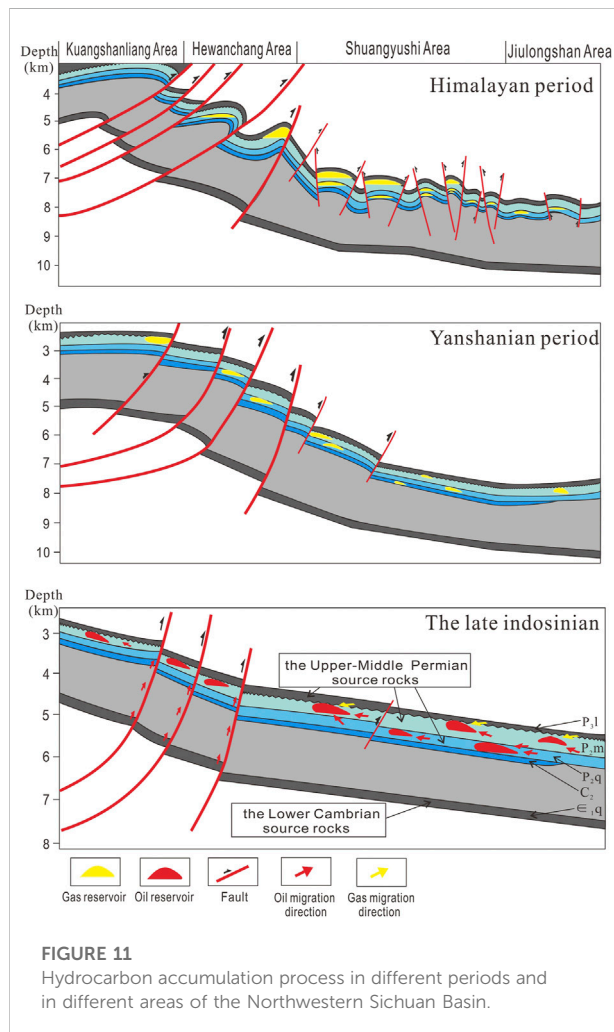 Kuangshanliang Area Hewanchang Area Shuangyushi Area Jiulongshan Area
Depth
(km)
Himalayan period
4
5
6
7
8
9
10
Depth
(km)
Yanshanian period
3
4
5
6
7
8
9
10
Depth
(km)
The late indosinian
3
4
5
6
7
8
the Upper-Middle Permian
source rocks
P₃l
P₂m
P₂q
C₂
∈₁q
the Lower Cambrian
source rocks
Gas reservoir Oil reservoir Fault Oil migration direction Gas migration direction
FIGURE 11
Hydrocarbon accumulation process in different periods and
in different areas of the Northwestern Sichuan Basin.